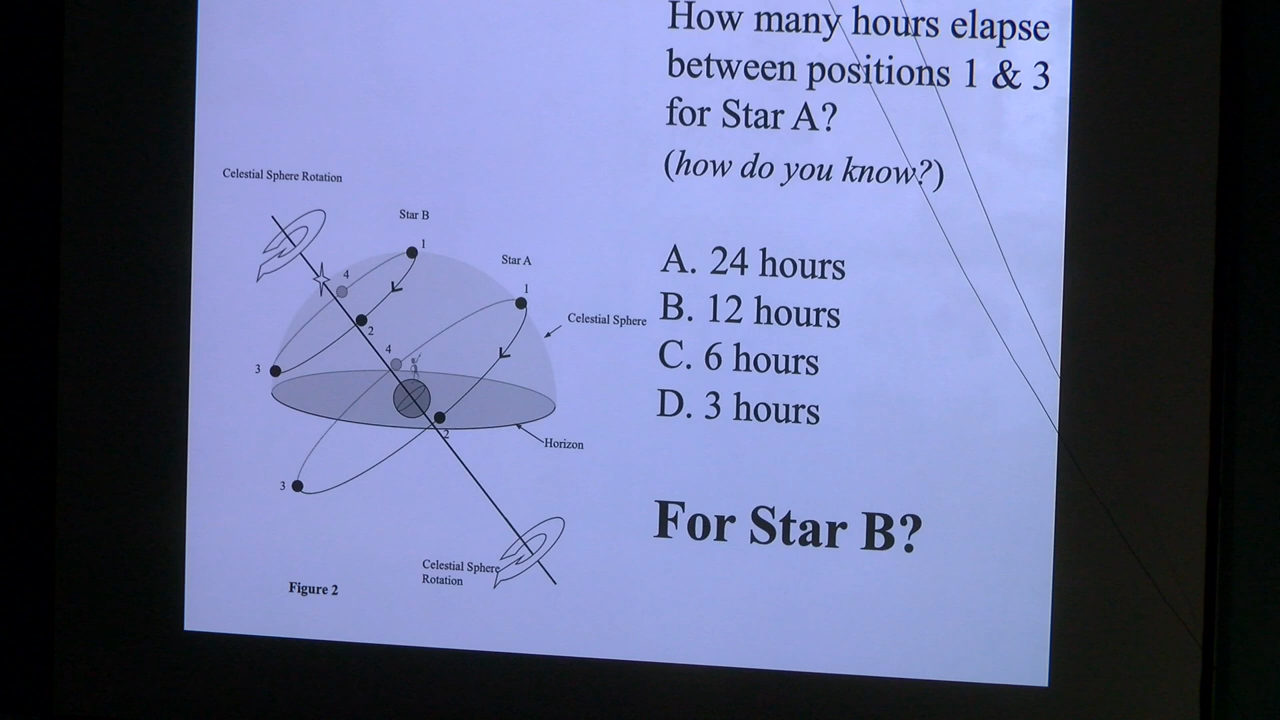 How many hours elapse
between positions 1 & 3
for Star A?
(how do you know?)
A. 24 hours
B. 12 hours
C. 6 hours
D. 3 hours
For Star B?
Celestial Sphere Rotation
Star B
1
4
Star A
1
2
Celestial Sphere
4
3
2
Horizon
3
Celestial Sphere
Rotation
Figure 2